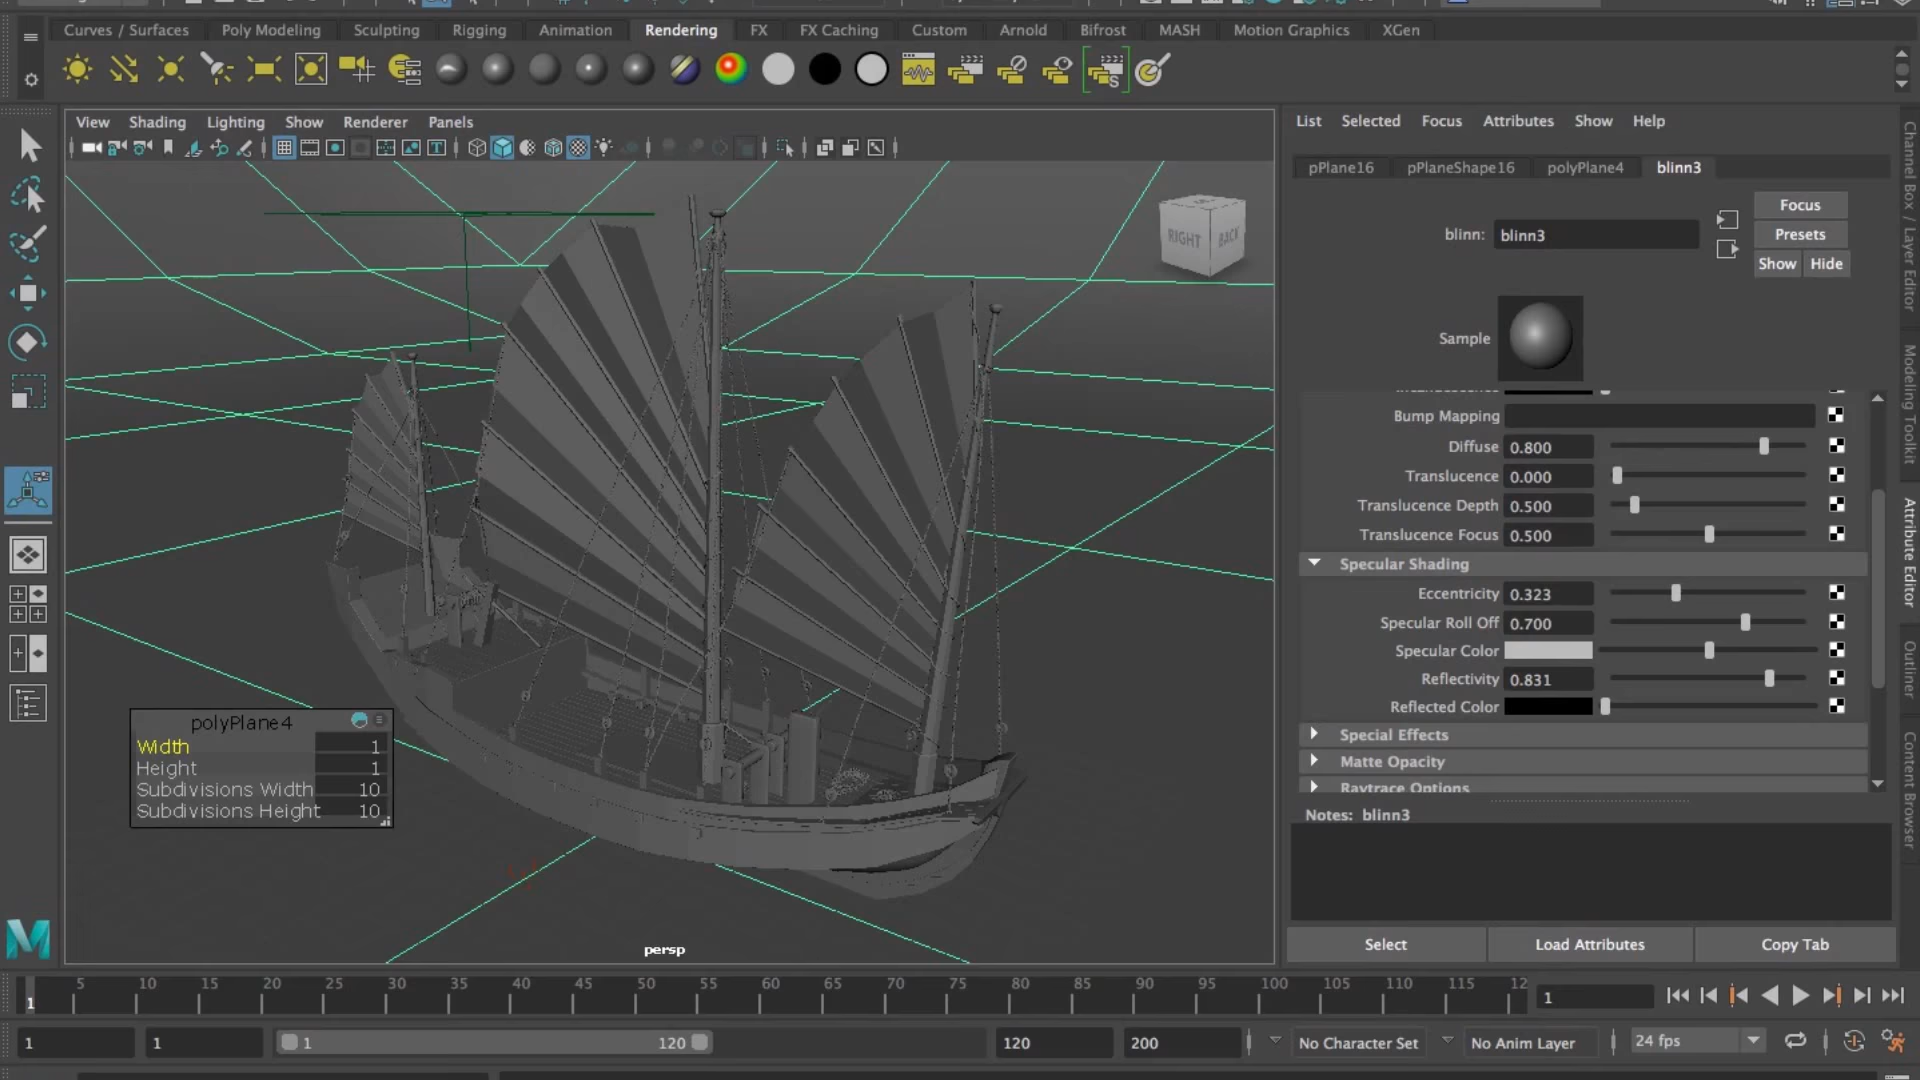 Curves / Surfaces Poly Modeling Sculpting Rigging Animation Rendering FX FX Caching Custom Arnold Bifrost MASH Motion Graphics XGen
View Shading Lighting Show Renderer Panels
List Selected Focus Attributes Show Help
pPlane16 pPlaneShape16 polyPlane4 blinn3
Focus
blinn: blinn3
Presets
Show Hide
RIGHT BACK
Sample
Bump Mapping
Diffuse 0.800
Translucence 0.000
Translucence Depth 0.500
Translucence Focus 0.500
Specular Shading
Eccentricity 0.323
Specular Roll Off 0.700
Specular Color
Reflectivity 0.831
Reflected Color
Special Effects
Matte Opacity
Raytrace Options
Notes: blinn3
Select Load Attributes Copy Tab
Channel Box / Layer Editor
Modeling Toolkit
Attribute Editor
Outliner
Content Browser
polyPlane4
Width 1
Height 1
Subdivisions Width 10
Subdivisions Height 10
persp
1 5 10 15 20 25 30 35 40 45 50 55 60 65 70 75 80 85 90 95 100 105 110 115 12 1
1 1 1 120 120 200 No Character Set No Anim Layer 24 fps